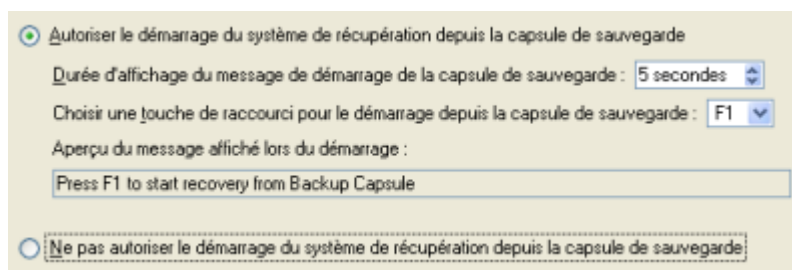 Autoriser le démarrage du système de récupération depuis la capsule de sauvegarde
Durée d'affichage du message de démarrage de la capsule de sauvegarde : 5 secondes
Choisir une touche de raccourci pour le démarrage depuis la capsule de sauvegarde : F1
Aperçu du message affiché lors du démarrage :
Press F1 to start recovery from Backup Capsule
Ne pas autoriser le démarrage du système de récupération depuis la capsule de sauvegarde